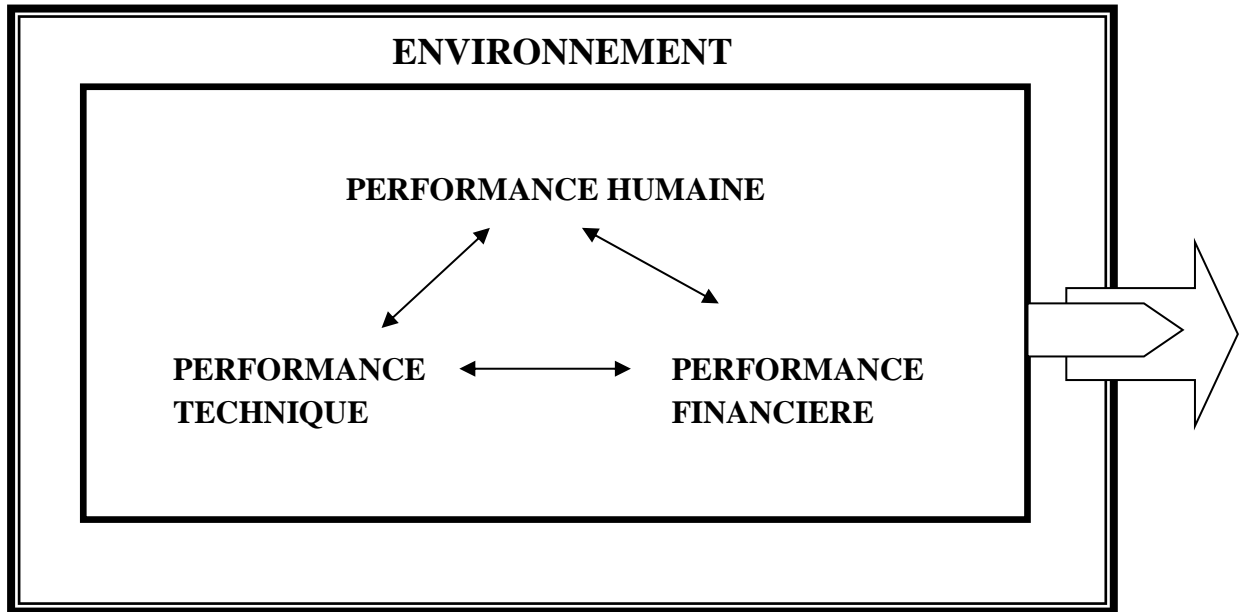 ENVIRONNEMENT
PERFORMANCE HUMAINE
PERFORMANCE
TECHNIQUE
PERFORMANCE
FINANCIERE